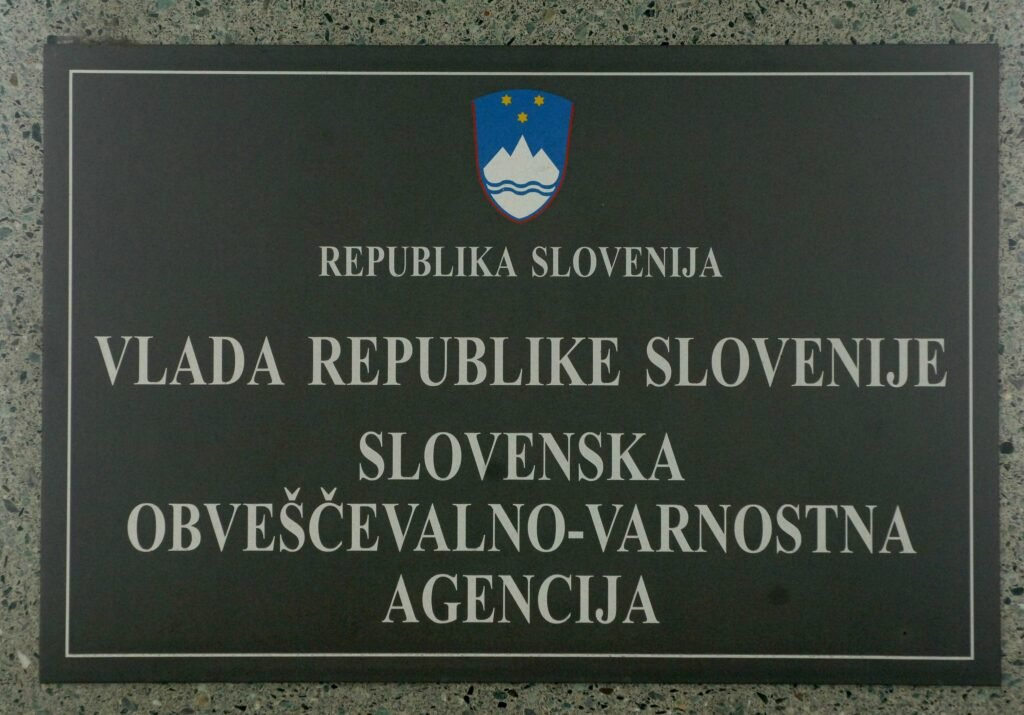 REPUBLIKA SLOVENIJA
VLADA REPUBLIKE SLOVENIJE
SLOVENSKA
OBVEŠČEVALNO-VARNOSTNA
AGENCIJA